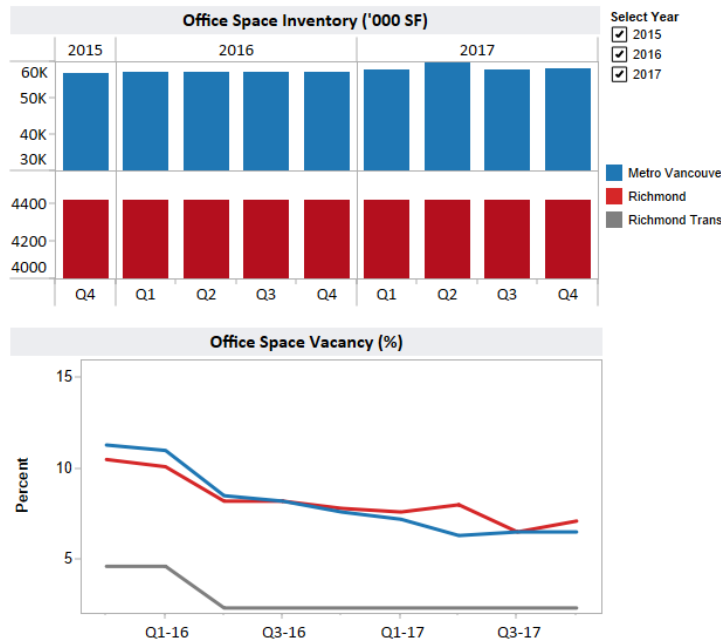 Office Space Inventory ('000 SF)
Select Year
2015
2016
2017
2015 2016 2017
60K
50K
40K
30K
4400
4200
4000
Q4 Q1 Q2 Q3 Q4 Q1 Q2 Q3 Q4
Metro Vancouve
Richmond
Richmond Trans
Office Space Vacancy (%)
15
10
5
Percent
Q1-16 Q3-16 Q1-17 Q3-17